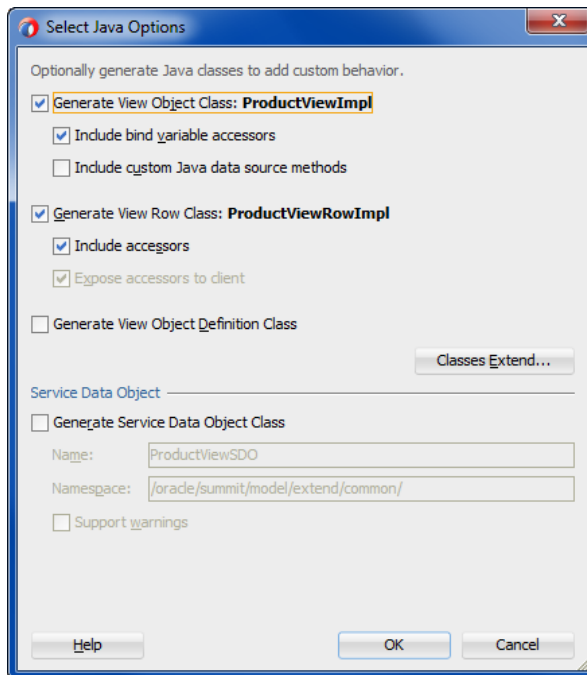 Select Java Options
Optionally generate Java classes to add custom behavior.
Generate View Object Class: ProductViewImpl
Include bind variable accessors
Include custom Java data source methods
Generate View Row Class: ProductViewRowImpl
Include accessors
Expose accessors to client
Generate View Object Definition Class
Classes Extend...
Service Data Object
Generate Service Data Object Class
Name: ProductViewSDO
Namespace: /oracle/summit/model/extend/common/
Support warnings
Help OK Cancel